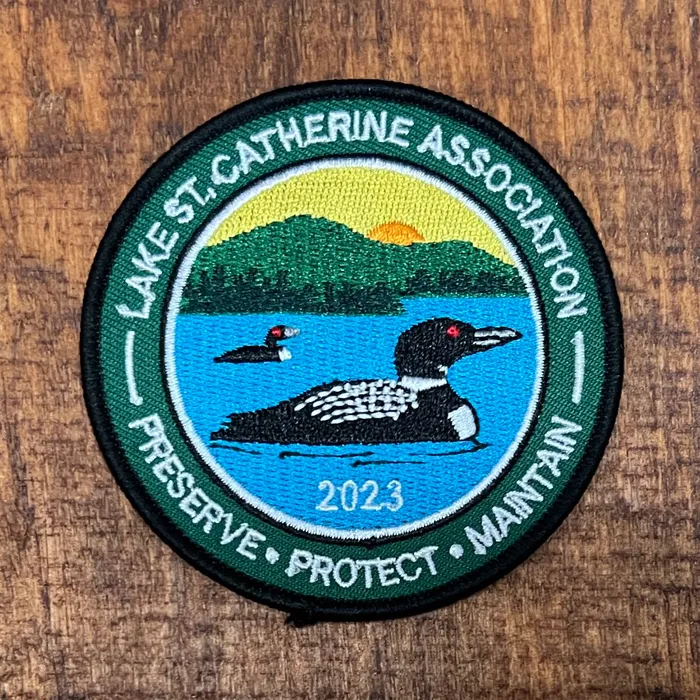 LAKE ST. CATHERINE ASSOCIATION
2023
PRESERVE • PROTECT • MAINTAIN